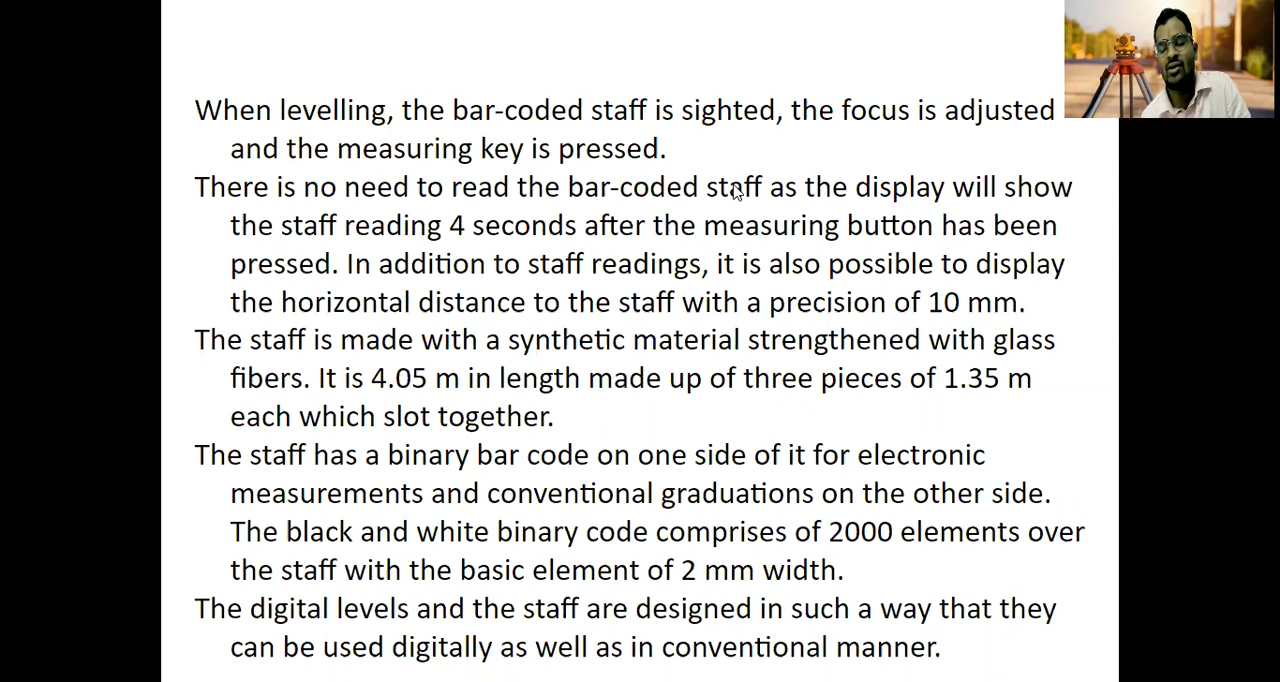 When levelling, the bar-coded staff is sighted, the focus is adjusted
and the measuring key is pressed.
There is no need to read the bar-coded staff as the display will show
the staff reading 4 seconds after the measuring button has been
pressed. In addition to staff readings, it is also possible to display
the horizontal distance to the staff with a precision of 10 mm.
The staff is made with a synthetic material strengthened with glass
fibers. It is 4.05 m in length made up of three pieces of 1.35 m
each which slot together.
The staff has a binary bar code on one side of it for electronic
measurements and conventional graduations on the other side.
The black and white binary code comprises of 2000 elements over
the staff with the basic element of 2 mm width.
The digital levels and the staff are designed in such a way that they
can be used digitally as well as in conventional manner.